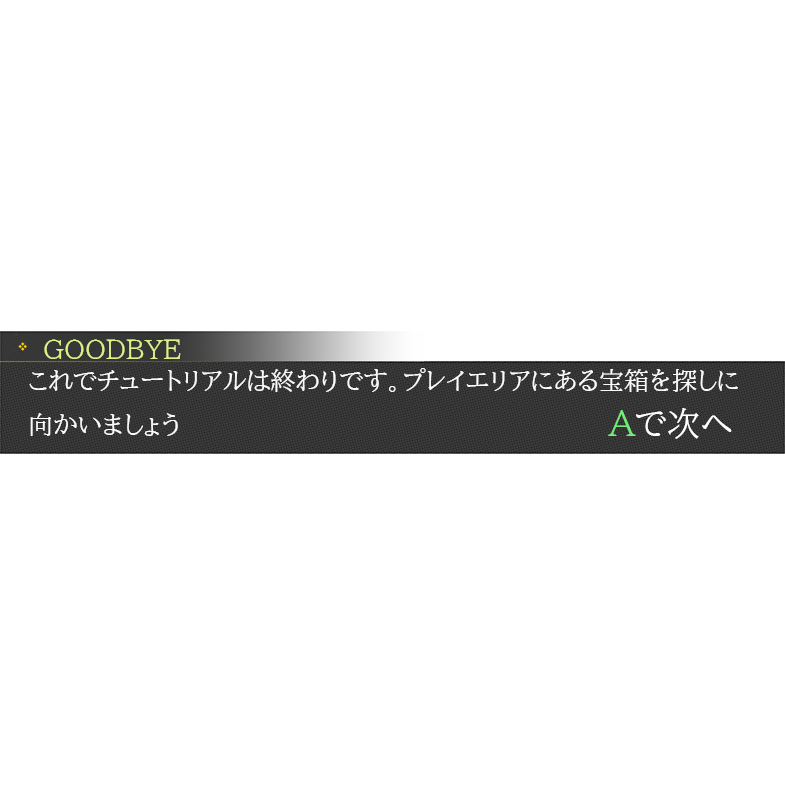 GOODBYE
これでチュートリアルは終わりです。プレイエリアにある宝箱を探しに
向かいましょう
Aで次へ